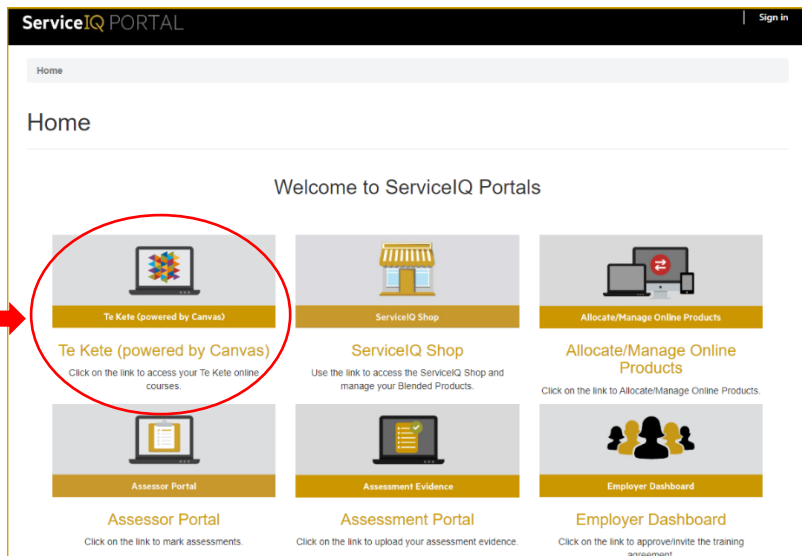 ServiceIQ PORTAL
Sign in
Home
Home
Welcome to ServiceIQ Portals
Te Kete (powered by Canvas)
ServiceIQ Shop
Allocate/Manage Online Products
Te Kete (powered by Canvas)
Click on the link to access your Te Kete online
courses.
ServiceIQ Shop
Use the link to access the ServiceIQ Shop and
manage your Blended Products.
Allocate/Manage Online
Products
Click on the link to Allocate/Manage Online Products.
Assessor Portal
Assessment Evidence
Employer Dashboard
Assessor Portal
Click on the link to mark assessments.
Assessment Portal
Click on the link to upload your assessment evidence.
Employer Dashboard
Click on the link to approve/invite the training
agreement